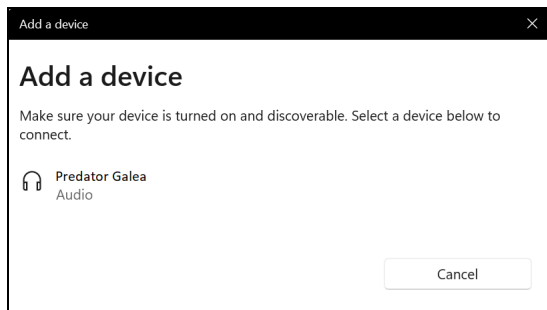 Add a device
Add a device
Make sure your device is turned on and discoverable. Select a device below to
connect.
Predator Galea
Audio
Cancel